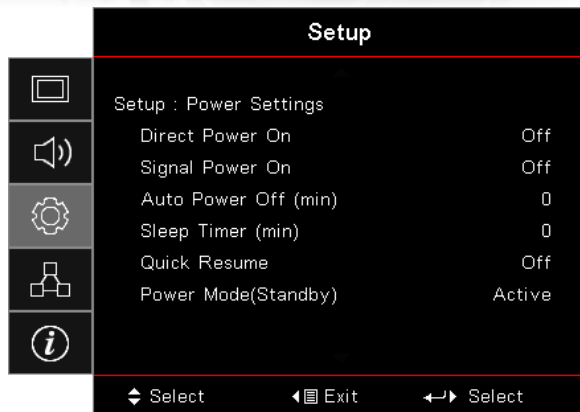 Setup
Setup : Power Settings
Direct Power On Off
Signal Power On Off
Auto Power Off (min) 0
Sleep Timer (min) 0
Quick Resume Off
Power Mode(Standby) Active
Select Exit Select